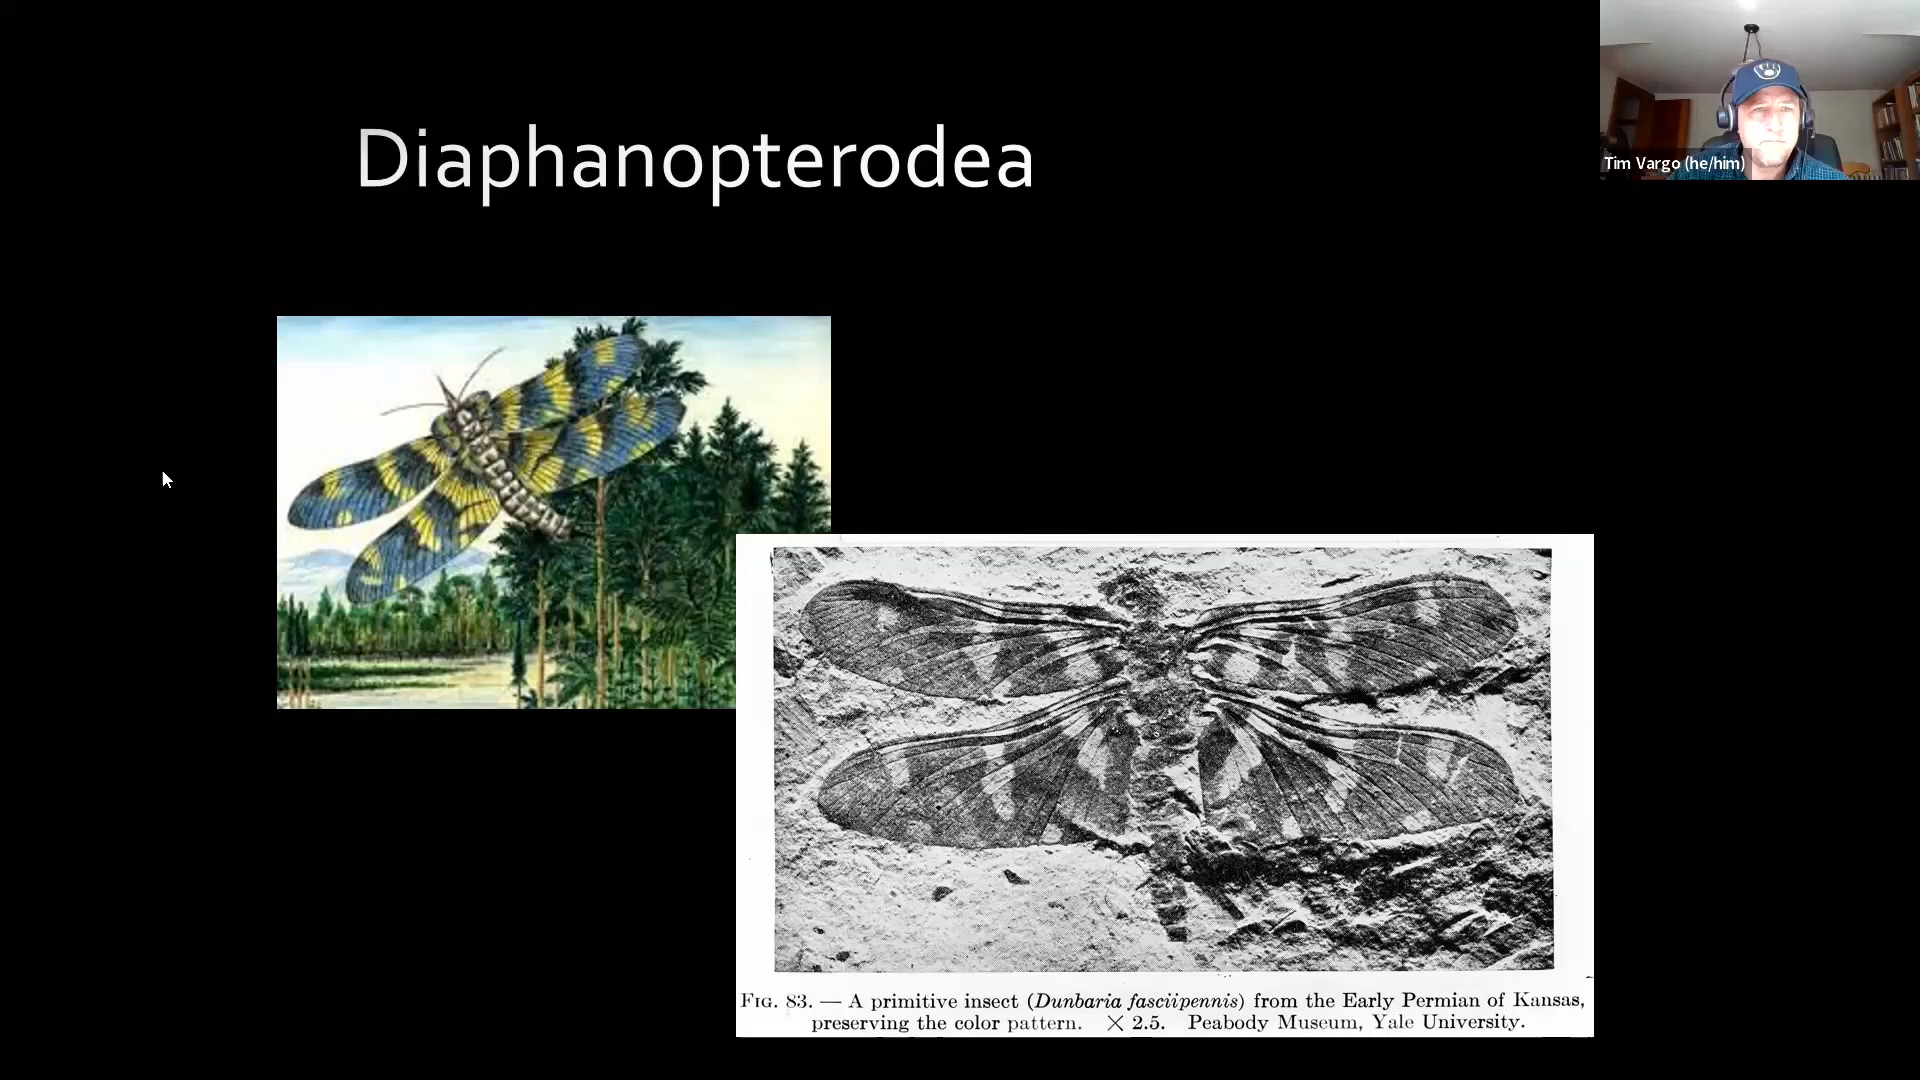 Diaphanopterodea
Tim Vargo (he/him)
FIG. 83. — A primitive insect (Dunbaria fasciipennis) from the Early Permian of Kansas,
preserving the color pattern. × 2.5. Peabody Museum, Yale University.